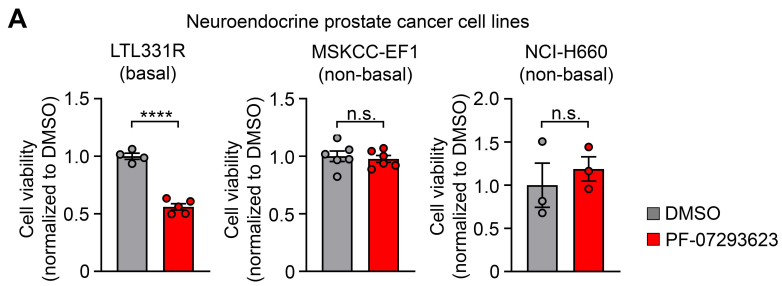 A
Neuroendocrine prostate cancer cell lines
LTL331R
(basal)
Cell viability
(normalized to DMSO)
1.5
1.0
0.5
0
****
MSKCC-EF1
(non-basal)
Cell viability
(normalized to DMSO)
1.5
1.0
0.5
0
n.s.
NCI-H660
(non-basal)
Cell viability
(normalized to DMSO)
2.0
1.5
1.0
0.5
0
n.s.
DMSO
PF-07293623